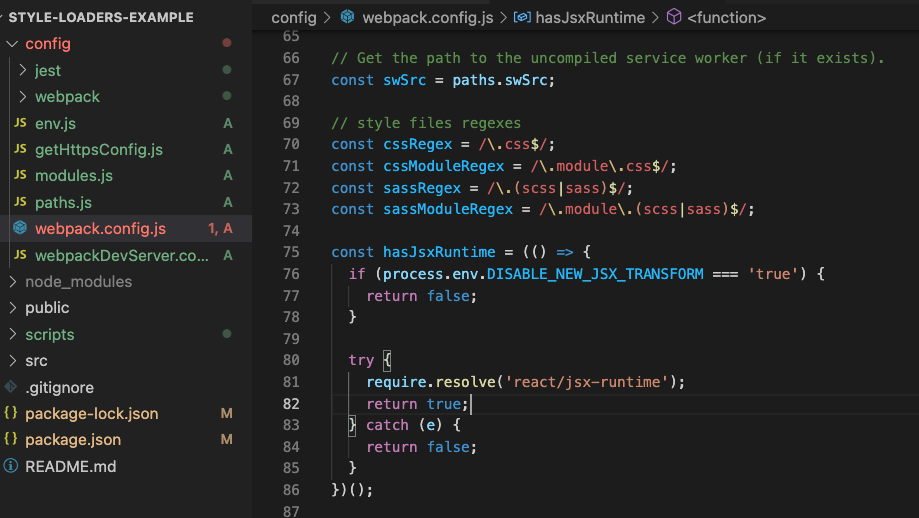 STYLE-LOADERS-EXAMPLE
config
jest
webpack
JS env.js A
JS getHttpsConfig.js A
JS modules.js A
JS paths.js A
webpack.config.js 1, A
JS webpackDevServer.co... A
node_modules
public
scripts
src
.gitignore
{} package-lock.json M
{} package.json M
README.md
config > webpack.config.js > hasJsxRuntime > <function>
65
66 // Get the path to the uncompiled service worker (if it exists).
67 const swSrc = paths.swSrc;
68
69 // style files regexes
70 const cssRegex = /\.css$/;
71 const cssModuleRegex = /\.module\.css$/;
72 const sassRegex = /\.(scss|sass)$/;
73 const sassModuleRegex = /\.module\.(scss|sass)$/;
74
75 const hasJsxRuntime = (() => {
76 if (process.env.DISABLE_NEW_JSX_TRANSFORM === 'true') {
77 return false;
78 }
79
80 try {
81 require.resolve('react/jsx-runtime');
82 return true;
83 } catch (e) {
84 return false;
85 }
86 })();
87